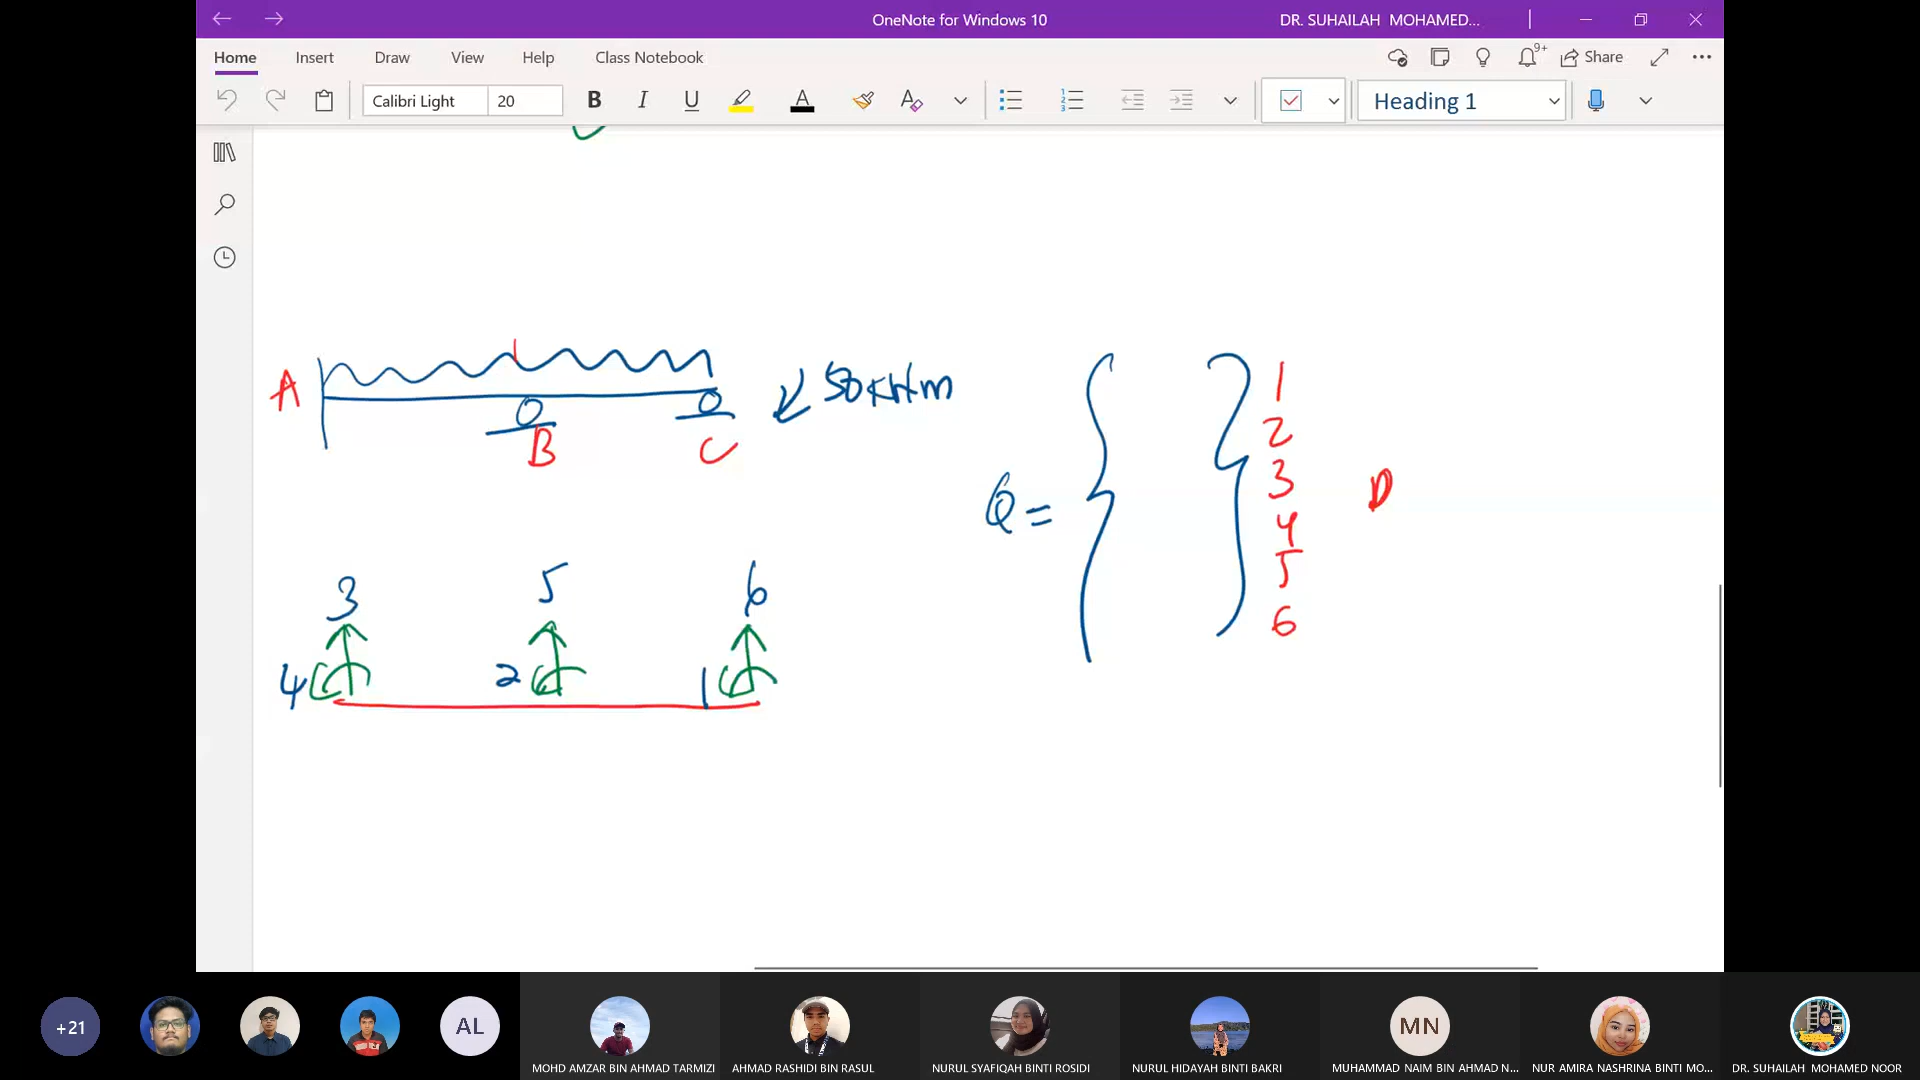 OneNote for Windows 10
DR. SUHAILAH MOHAMED...
Home Insert Draw View Help Class Notebook
9+ Share
Calibri Light 20 B I U A A Heading 1
A
B
C
50 kNm
Q =
1
2
3
4
5
6
D
3 5 6
4 2 1
+21
AL
MN
MOHD AMZAR BIN AHMAD TARMIZI
AHMAD RASHIDI BIN RASUL
NURUL SYAFIQAH BINTI ROSIDI
NURUL HIDAYAH BINTI BAKRI
MUHAMMAD NAIM BIN AHMAD N...
NUR AMIRA NASHRINA BINTI MO...
DR. SUHAILAH MOHAMED NOOR